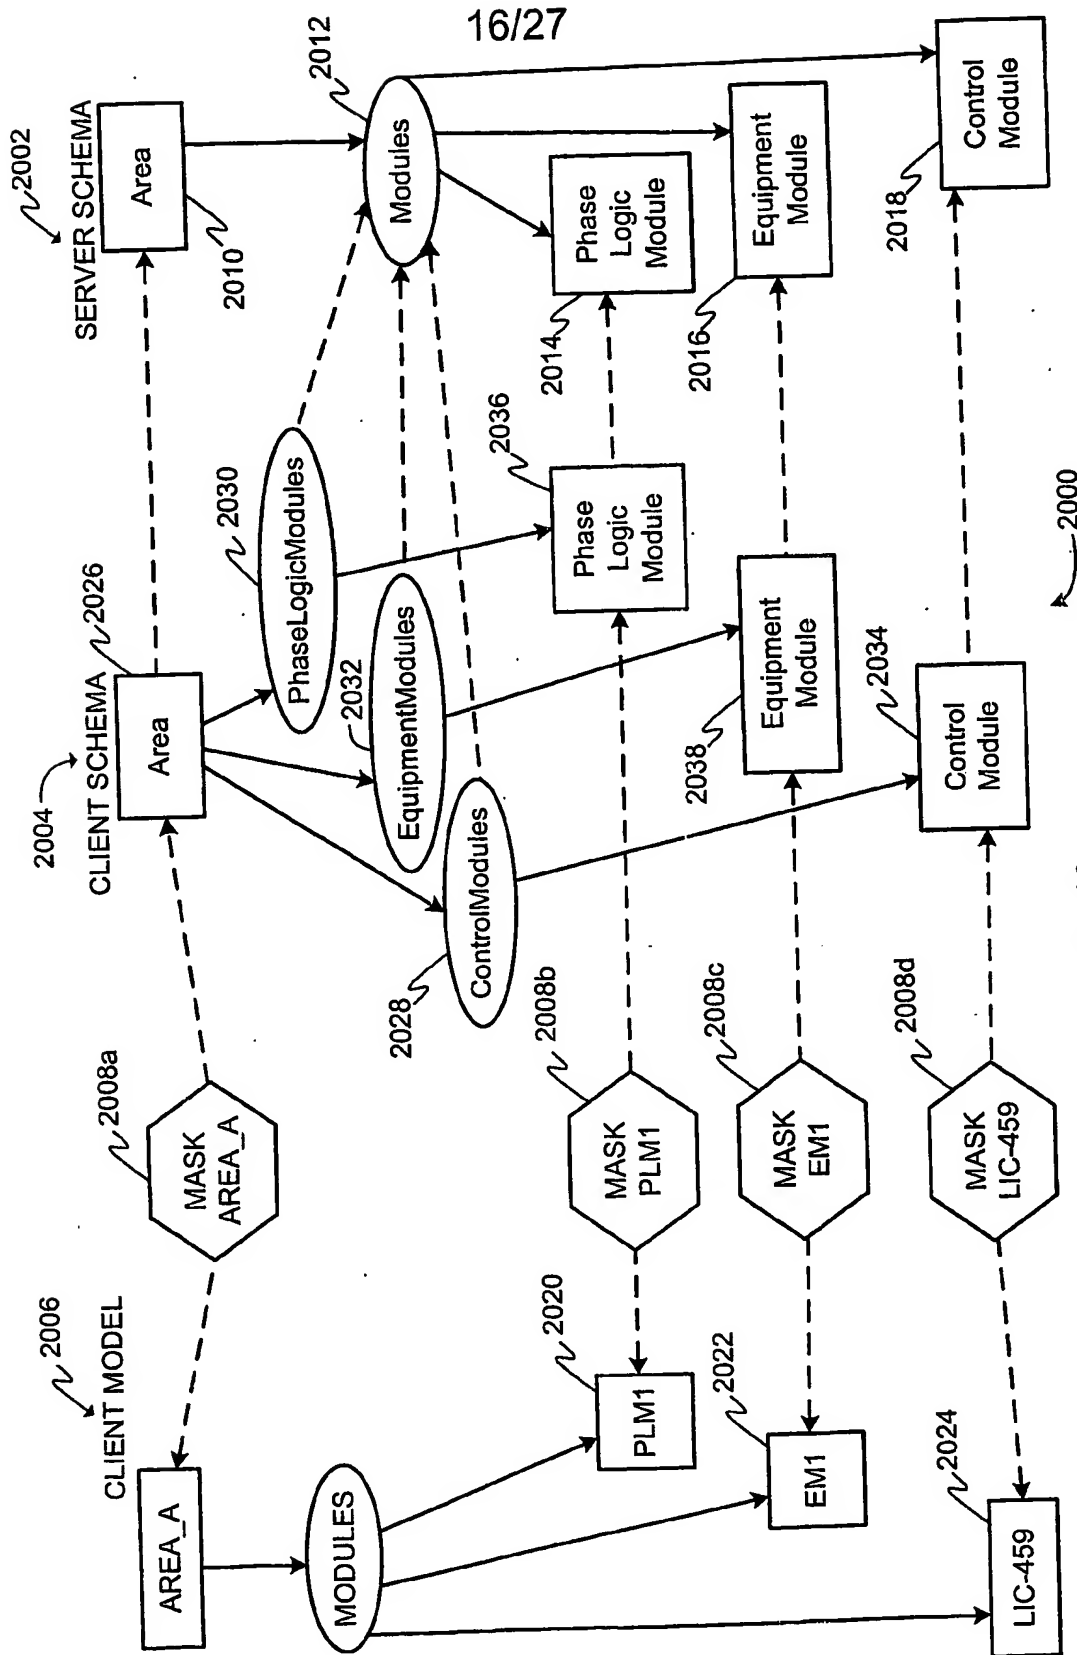 16/27
2006
CLIENT MODEL
AREA_A
MODULES
PLM1
2020
EM1
2022
LIC-459
2024
2008a
MASK
AREA_A
MASK
PLM1
2008b
MASK
EM1
2008c
MASK
LIC-459
2008d
2004
CLIENT SCHEMA
Area
2026
PhaseLogicModules
2030
EquipmentModules
2032
ControlModules
2028
Phase
Logic
Module
2036
Equipment
Module
2038
Control
Module
2034
2002
SERVER SCHEMA
Area
2010
Modules
2012
Phase
Logic
Module
2014
Equipment
Module
2016
Control
Module
2018
2000